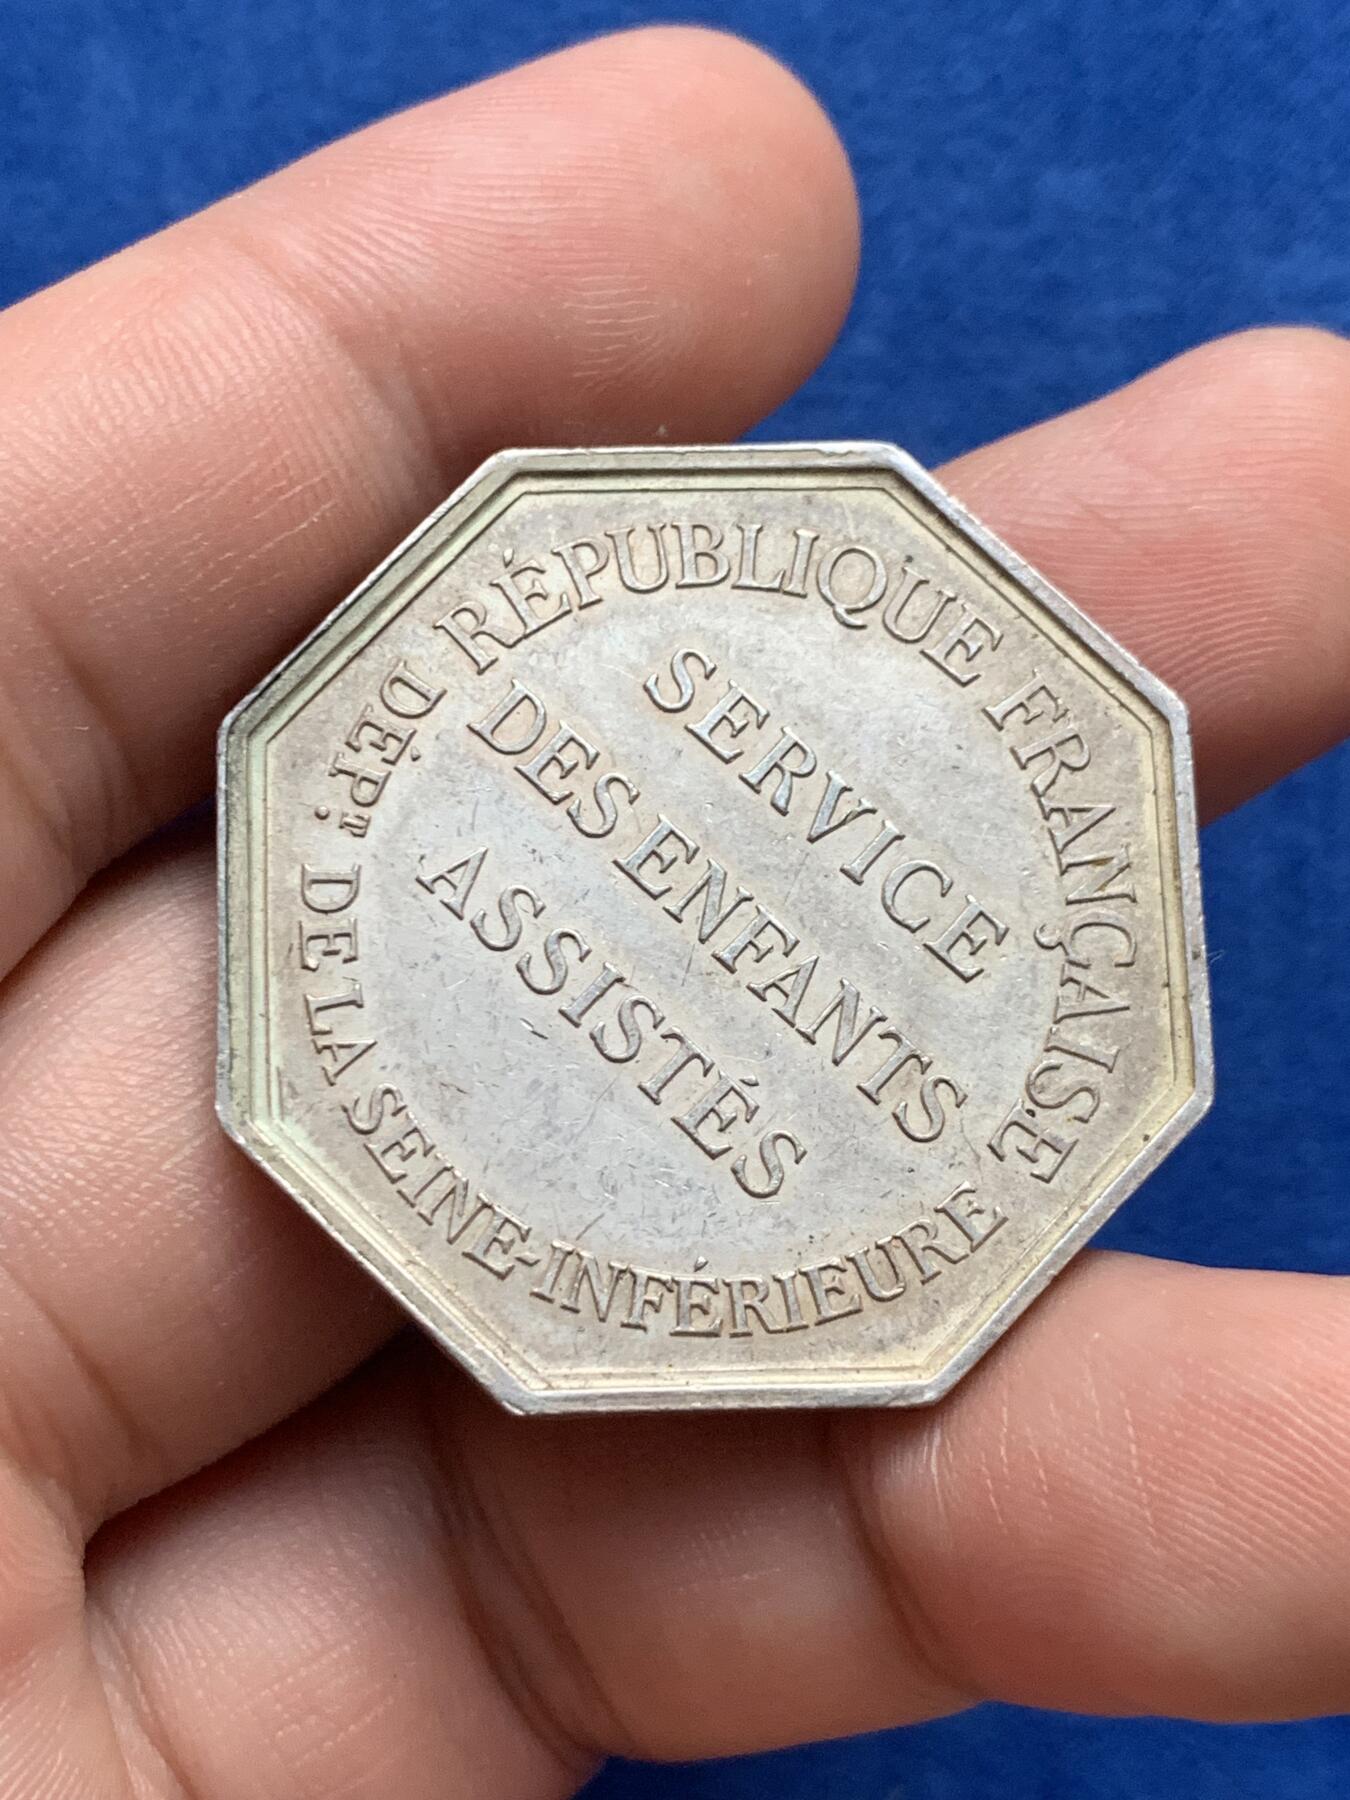 RÉPUBLIQUE FRANÇAISE
SERVICE
DES ENFANTS
ASSISTÉS
DÉPT. DE LA SEINE-INFÉRIEURE